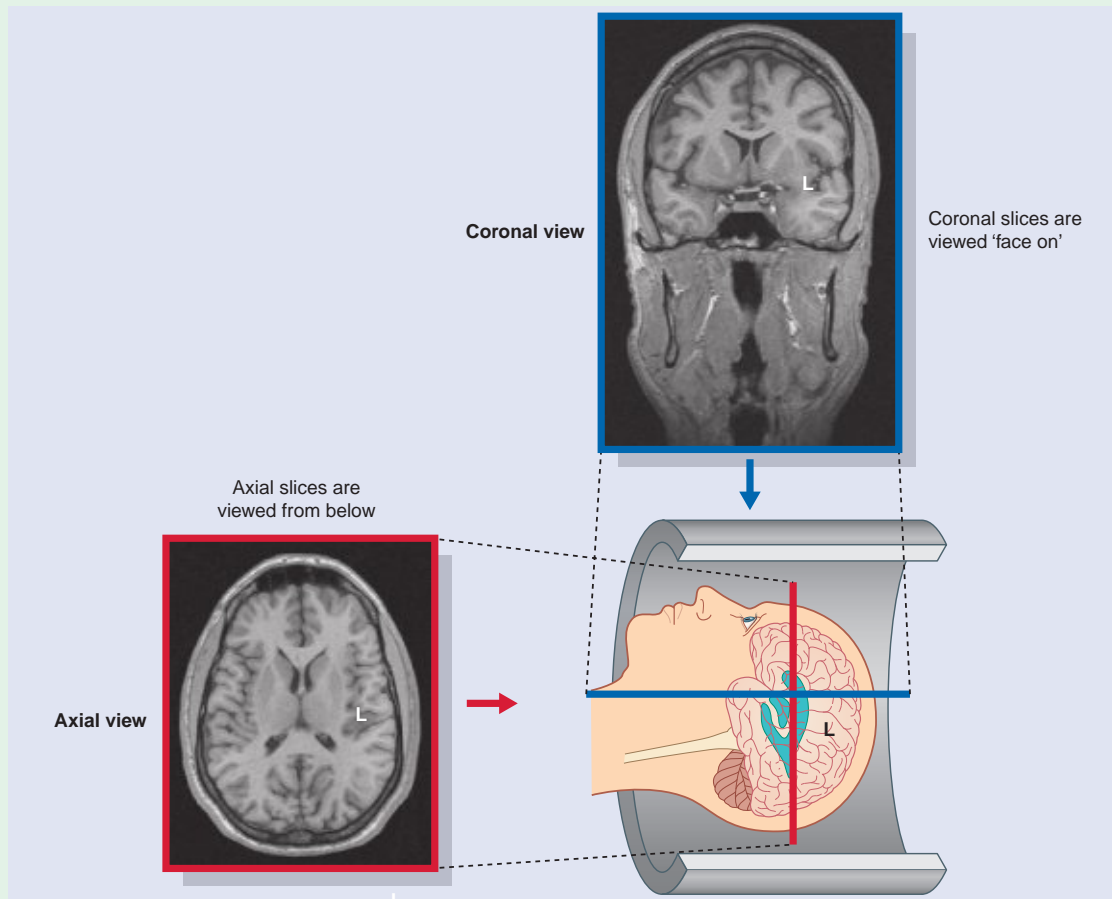 L
Coronal view
Coronal slices are
viewed 'face on'
Axial slices are
viewed from below
L
Axial view
L